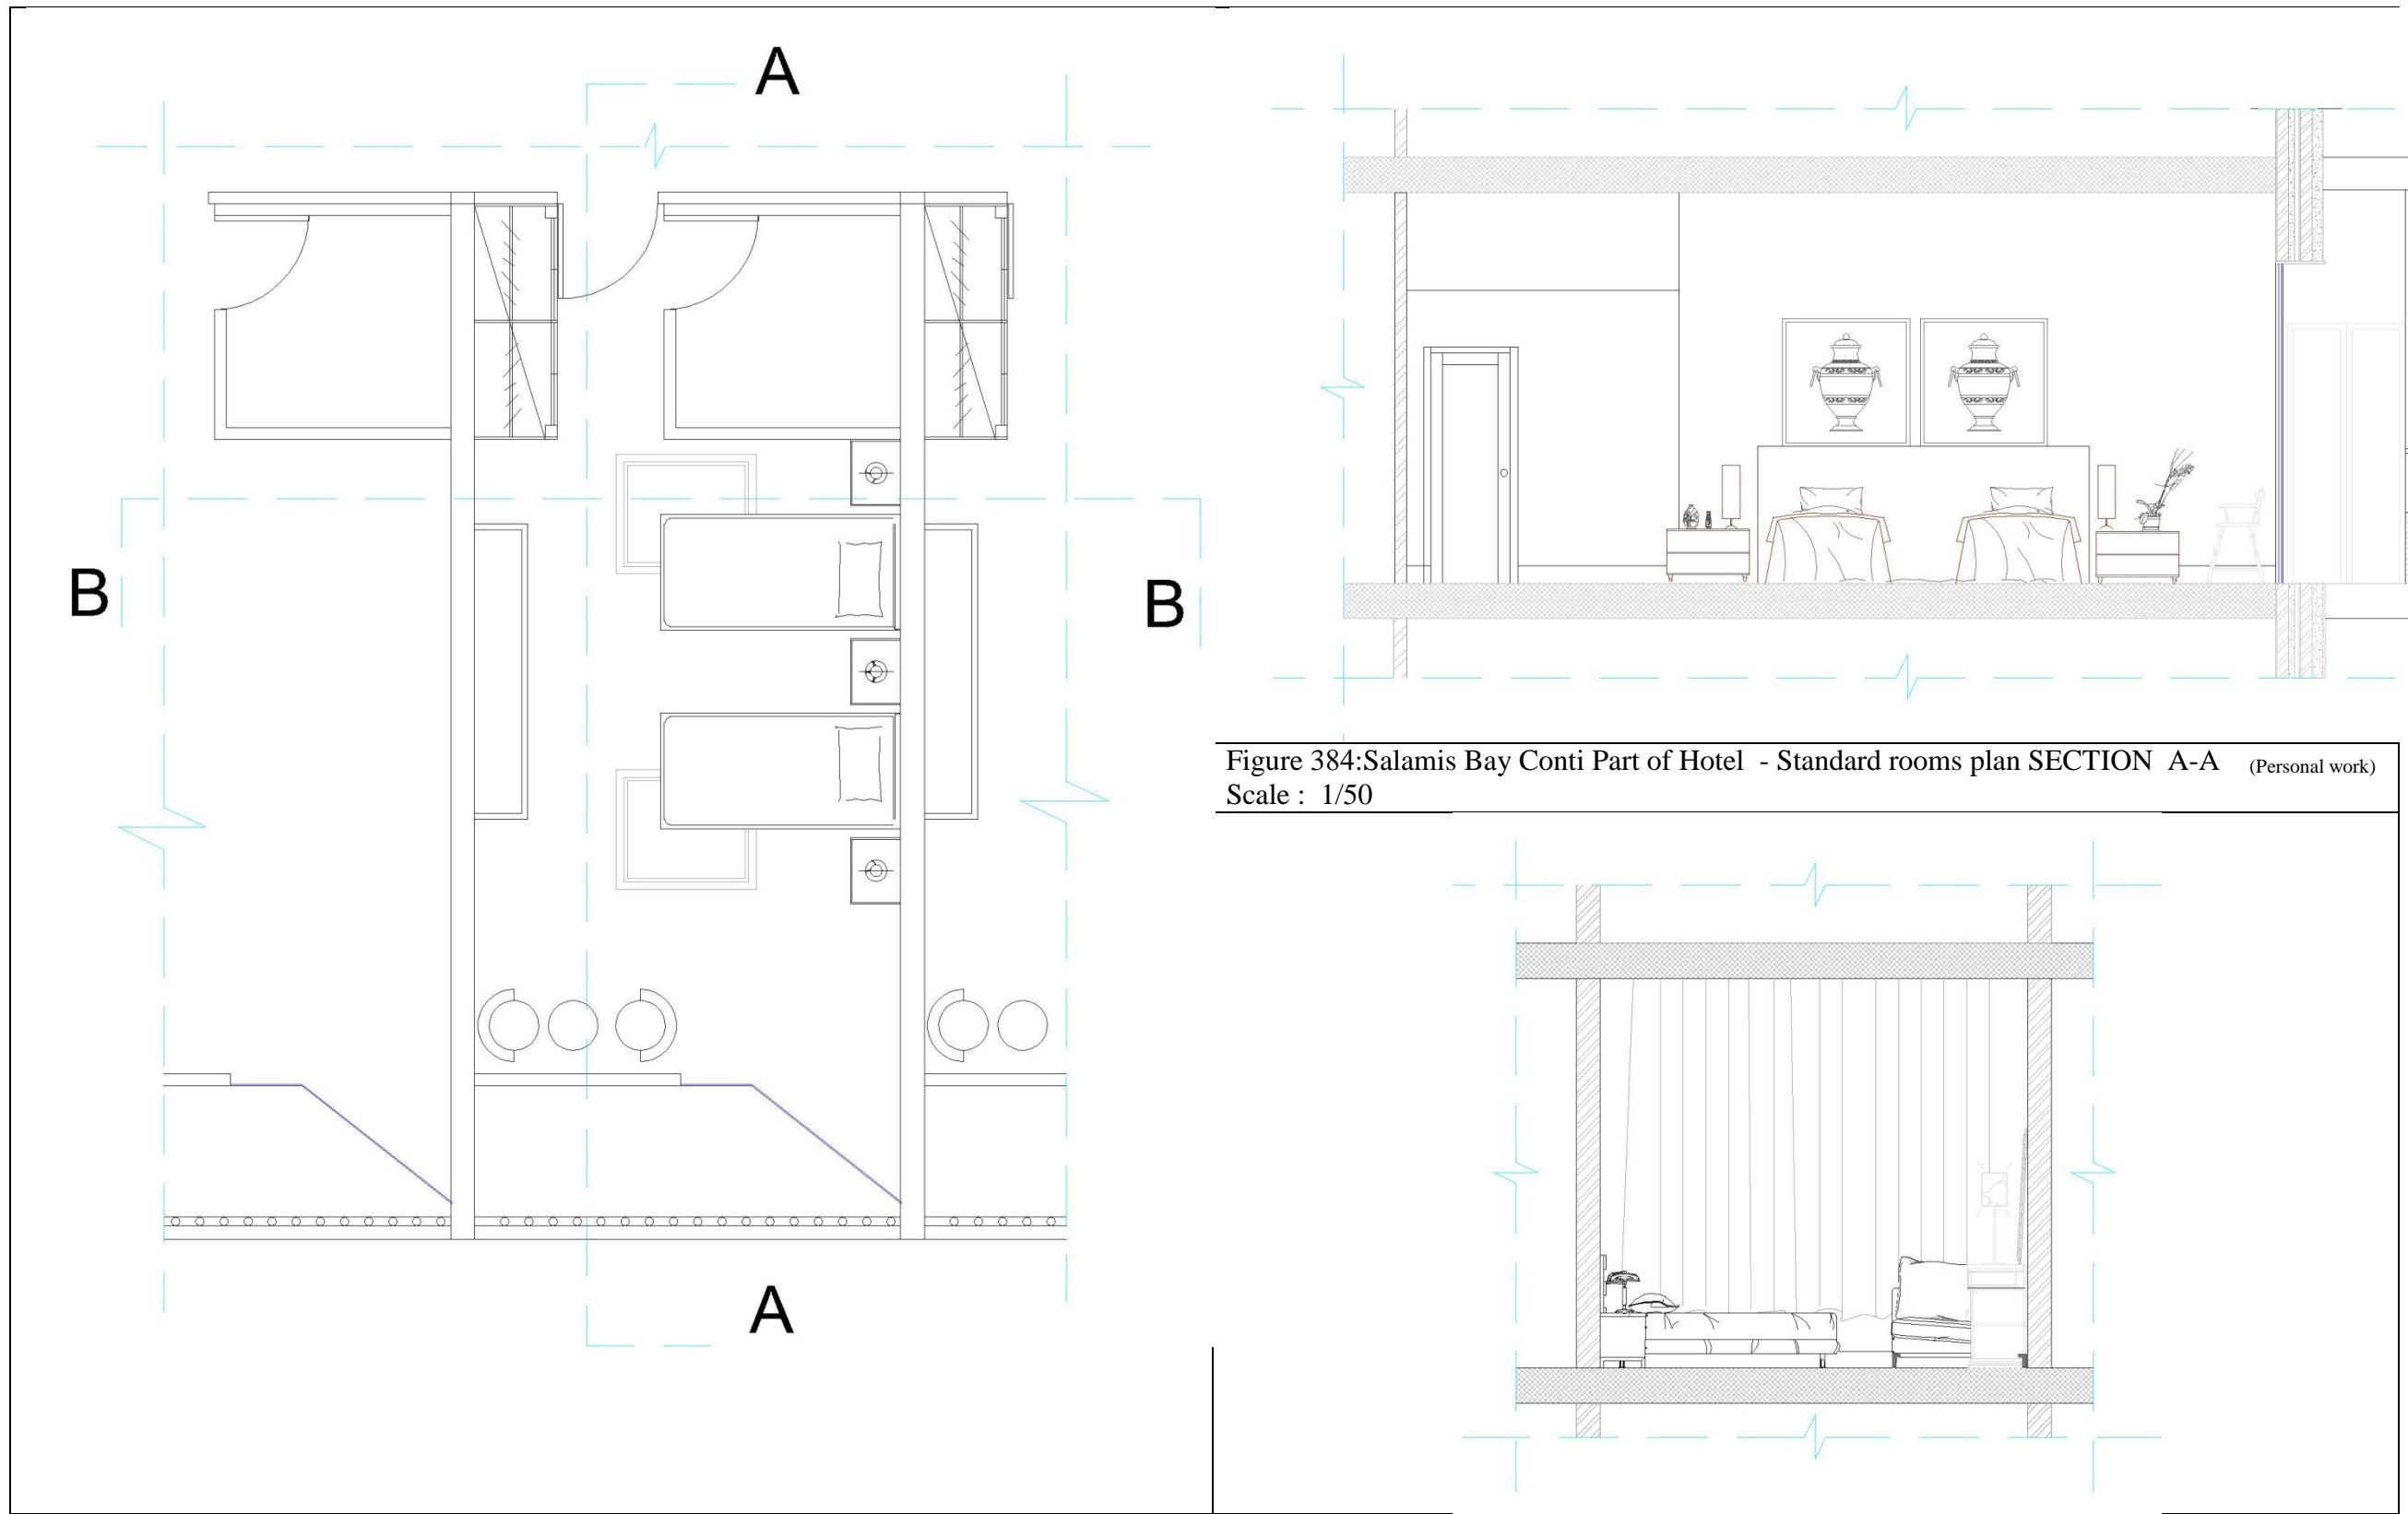 A
B
B
A
Figure 384:Salamis Bay Conti Part of Hotel - Standard rooms plan SECTION A-A (Personal work)
Scale : 1/50